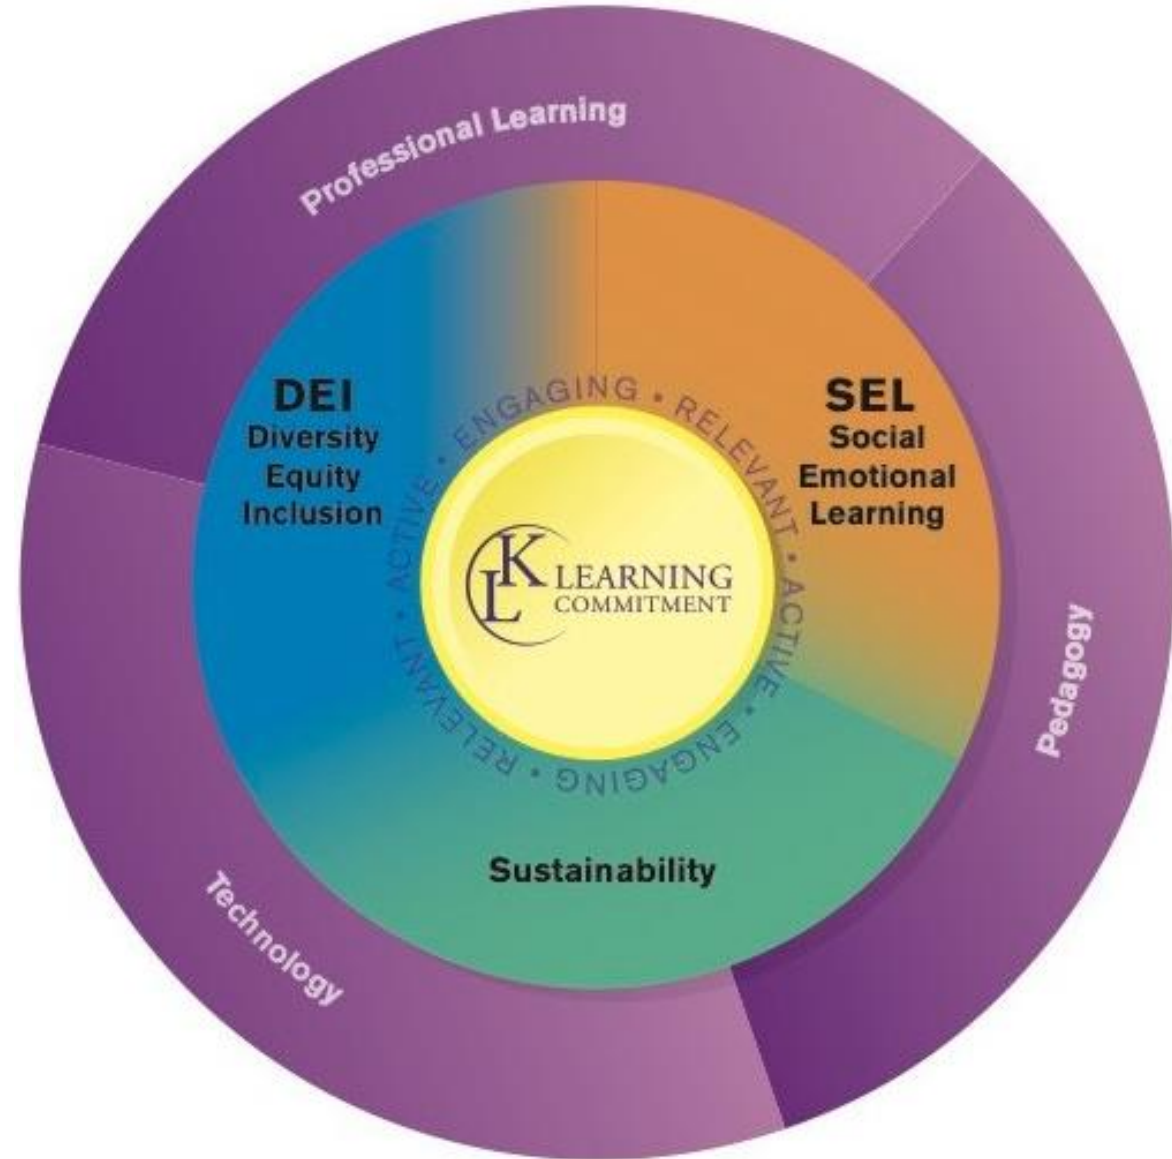 Professional Learning
DEI
Diversity
Equity
Inclusion
SEL
Social
Emotional
Learning
ENGAGING • RELEVANT • ACTIVE • ENGAGING • RELEVANT • ACTIVE •
LK
LEARNING
COMMITMENT
Pedagogy
Sustainability
Technology